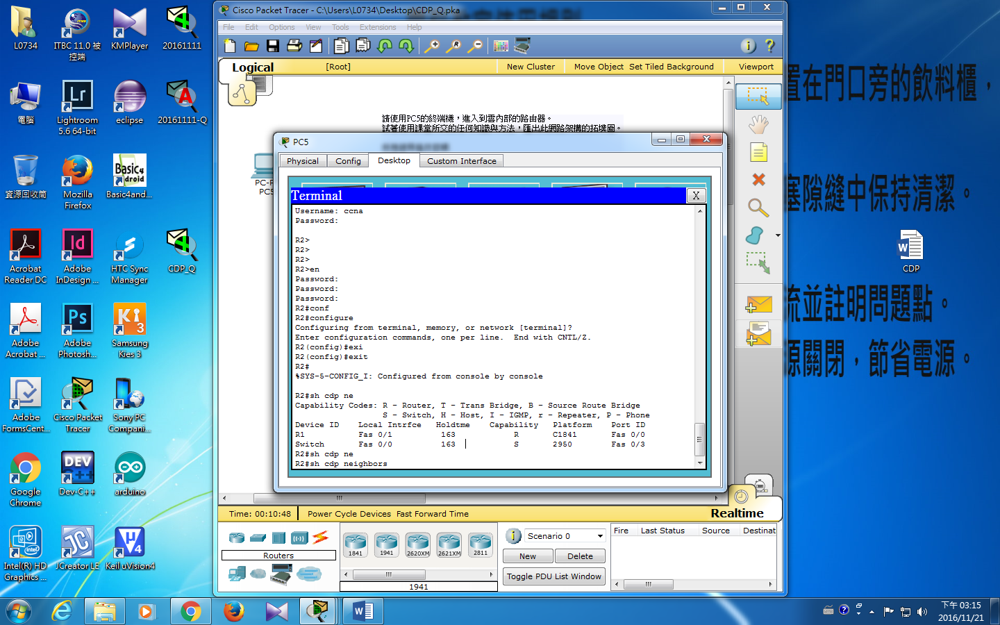 L0734
ITBC 11.0 被
控端
KMPlayer
20161111
電腦
Lightroom
5.6 64-bit
eclipse
20161111-Q
資源回收筒
Mozilla
Firefox
Basic4and...
Acrobat
Reader DC
Adobe
InDesign ...
HTC Sync
Manager
CDP_Q
Adobe
Acrobat ...
Adobe
Photosh...
Samsung
Kies 3
Adobe
FormsCent...
Cisco Packet
Tracer
Sony PC
Compani...
Google
Chrome
Dev-C++
arduino
Intel(R) HD
Graphics ...
JCreator LE
Keil uVision4
Cisco Packet Tracer - C:\Users\L0734\Desktop\CDP_Q.pka
File Edit Options View Tools Extensions Help
Logical [Root] New Cluster Move Object Set Tiled Background Viewport
請使用PC5的終端機，進入到雲內部的路由器。
試著使用課堂所交的任何知識與方法，匯出此網路架構的拓墣圖。
PC5
Physical Config Desktop Custom Interface
Terminal X
Username: ccna
Password:
R2>
R2>
R2>
R2>en
Password:
Password:
Password:
R2#conf
R2#configure
Configuring from terminal, memory, or network [terminal]?
Enter configuration commands, one per line.  End with CNTL/Z.
R2(config)#exi
R2(config)#exit
R2#
%SYS-5-CONFIG_I: Configured from console by console
R2#sh cdp ne
Capability Codes: R - Router, T - Trans Bridge, B - Source Route Bridge
S - Switch, H - Host, I - IGMP, r - Repeater, P - Phone
Device ID    Local Intrfce   Holdtme    Capability   Platform    Port ID
R1           Fas 0/1          163            R       C1841       Fas 0/0
Switch       Fas 0/0          163            S       2950        Fas 0/3
R2#sh cdp ne
R2#sh cdp neighbors
Time: 00:10:48 Power Cycle Devices Fast Forward Time
Realtime
Routers
1841 1941 2620XM 2621XM 2811
1941
Scenario 0
New Delete
Toggle PDU List Window
Fire Last Status Source Destinat
置在門口旁的飲料櫃，
塞隙縫中保持清潔。
CDP
流並註明問題點。
源關閉，節省電源。
下午 03:15
2016/11/21